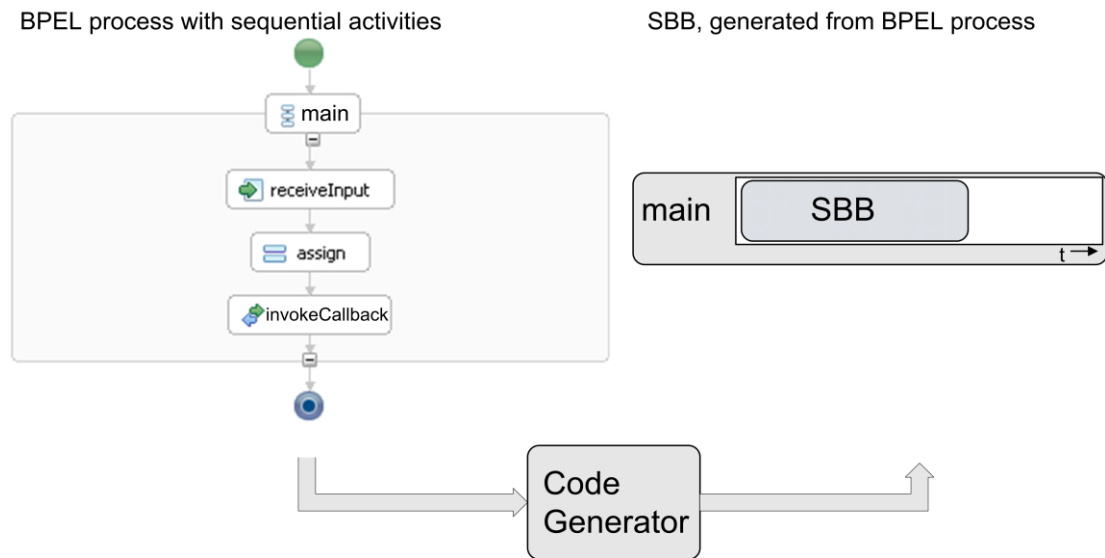 BPEL process with sequential activities
SBB, generated from BPEL process
main
receiveInput
assign
invokeCallback
main
SBB
t
Code
Generator